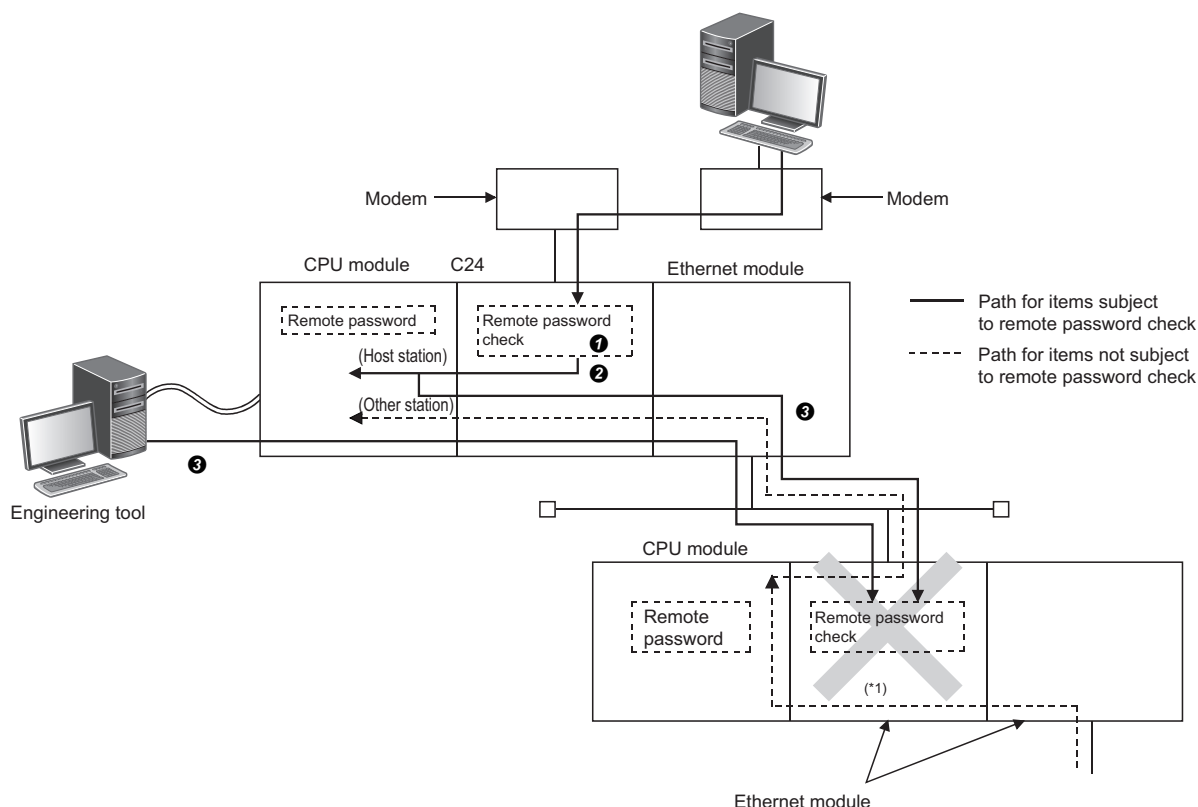 Modem
Modem
CPU module
C24
Ethernet module
Remote password
Remote password
check
❶
❷
(Host station)
(Other station)
❸
Path for items subject
to remote password check
Path for items not subject
to remote password check
❸
Engineering tool
CPU module
Remote
password
Remote password
check
(*1)
Ethernet module